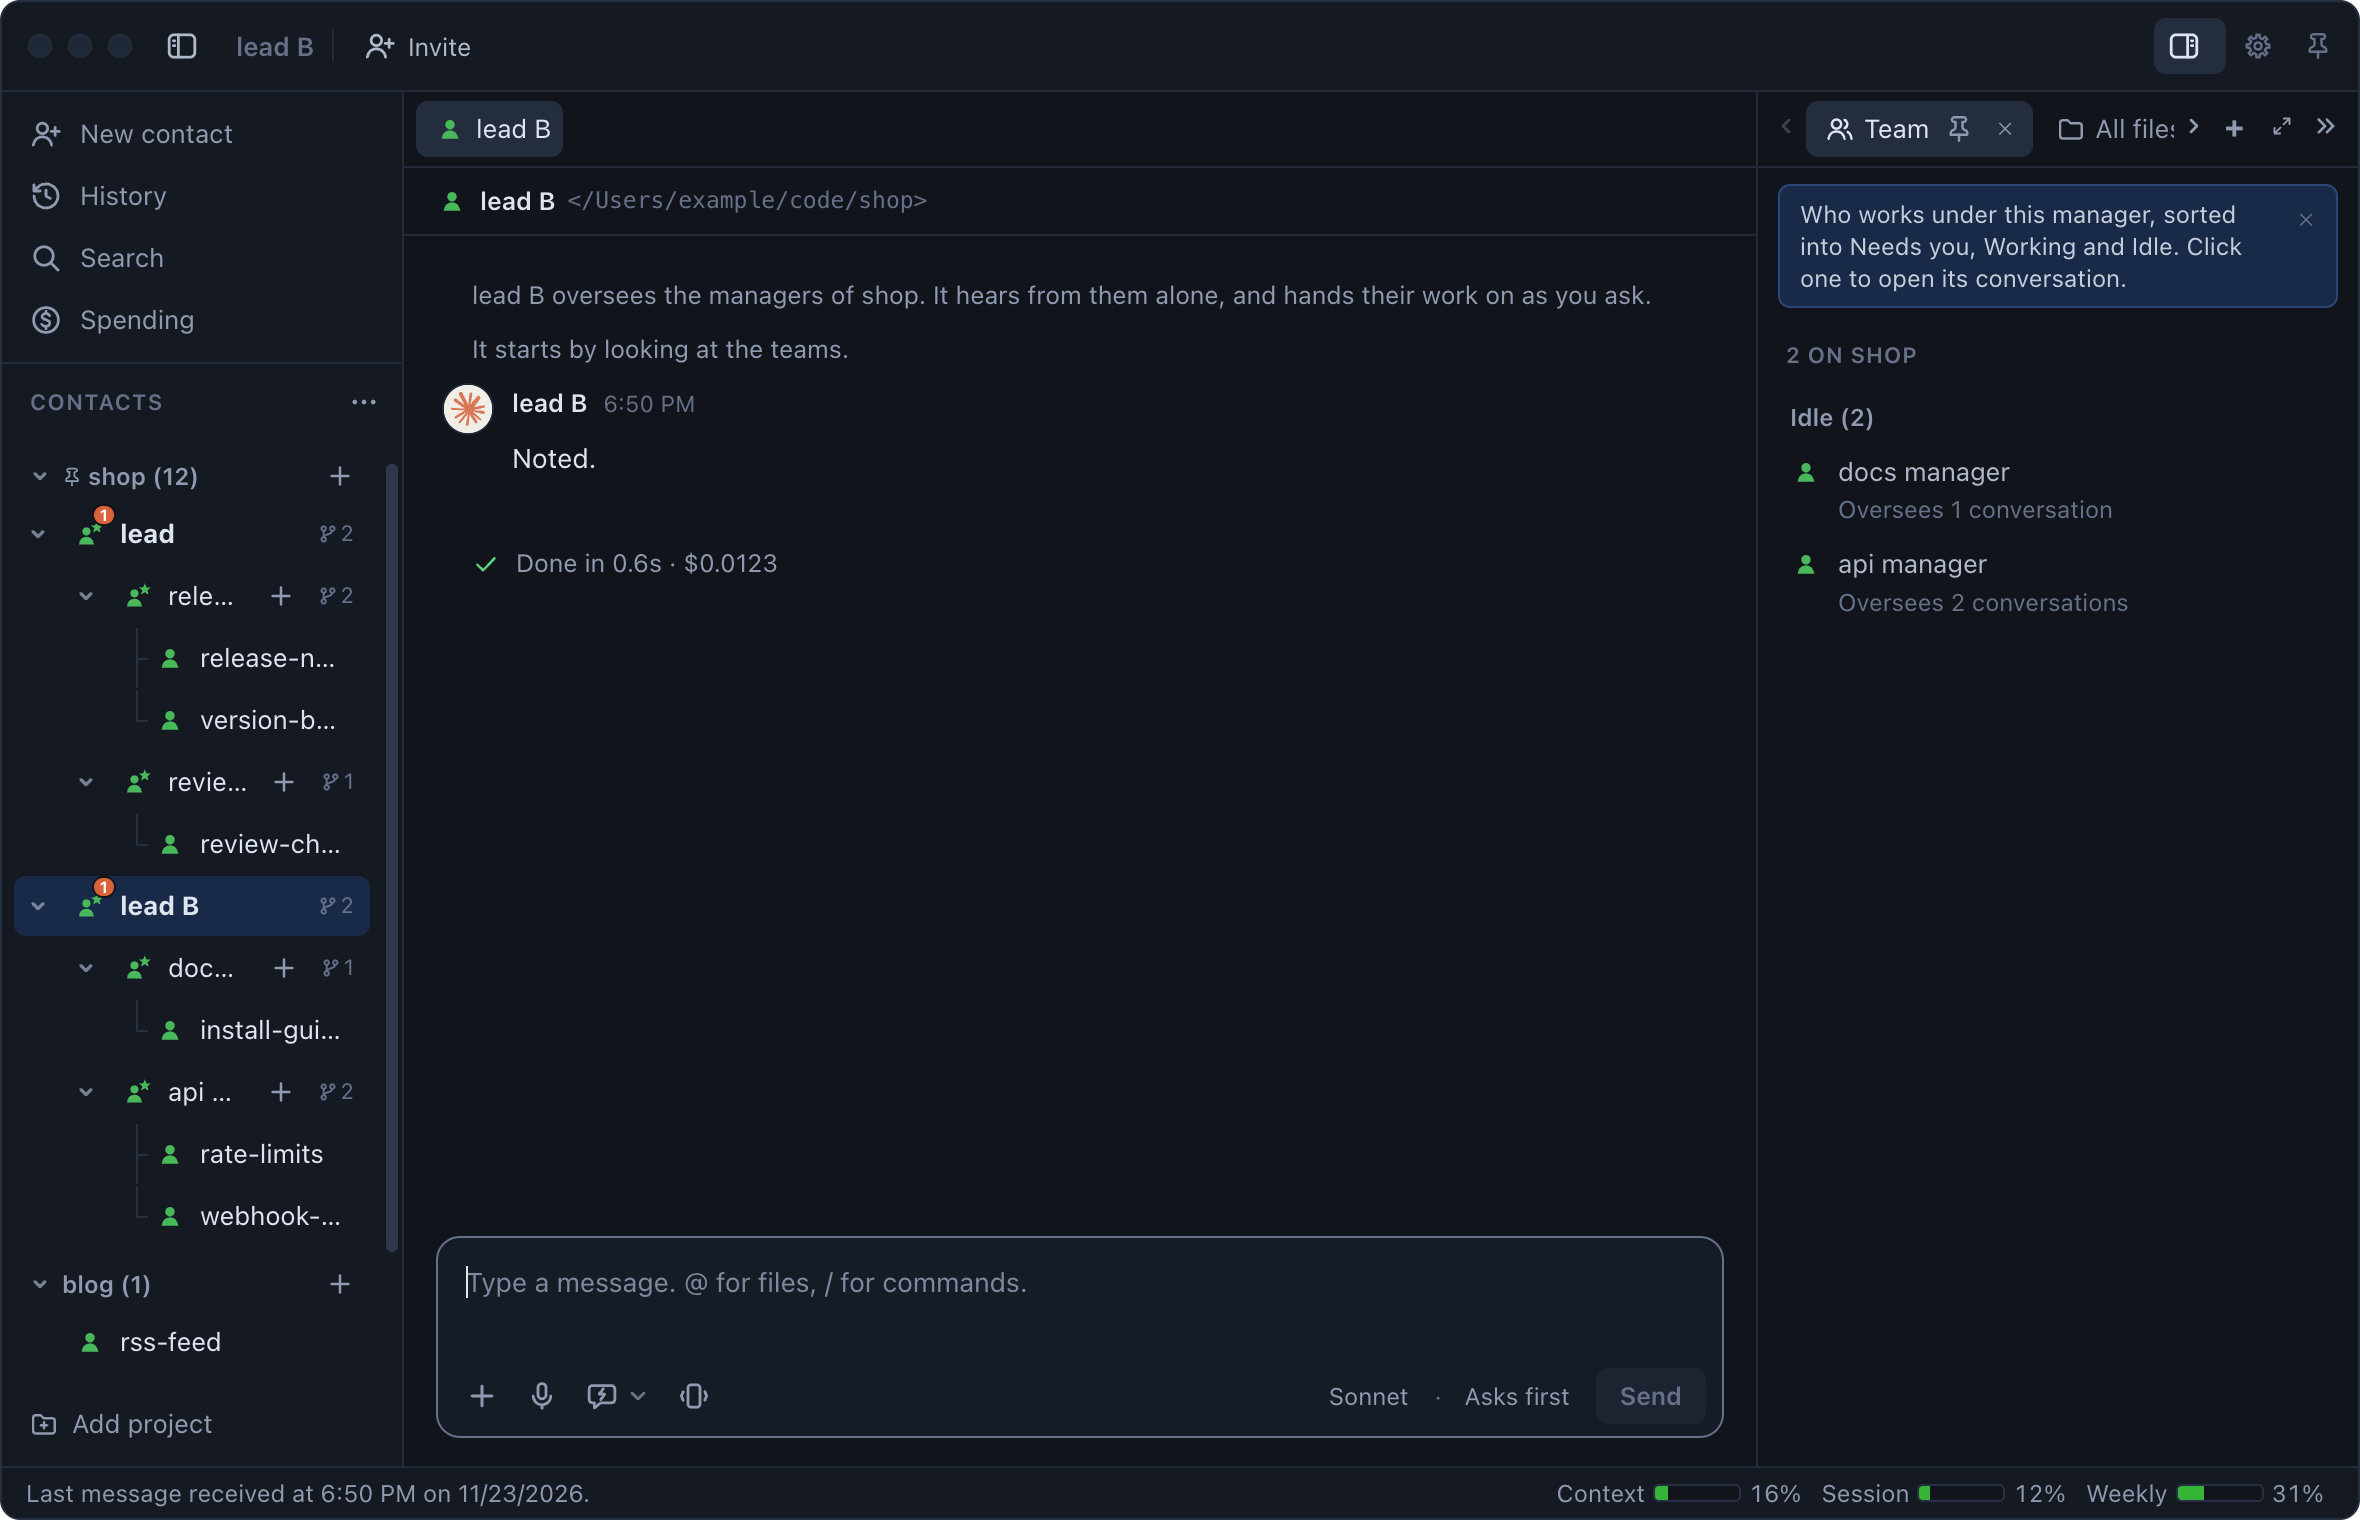 lead B
Invite
New contact
History
Search
Spending
CONTACTS
shop (12)
1
lead
2
rele...
2
release-n...
version-b...
revie...
1
review-ch...
1
lead B
2
doc...
1
install-gui...
api ...
2
rate-limits
webhook-...
blog (1)
rss-feed
Add project
lead B
lead B </Users/example/code/shop>
lead B oversees the managers of shop. It hears from them alone, and hands their work on as you ask.
It starts by looking at the teams.
lead B 6:50 PM
Noted.
Done in 0.6s · $0.0123
Type a message. @ for files, / for commands.
Sonnet · Asks first
Send
Team
All files
Who works under this manager, sorted
into Needs you, Working and Idle. Click
one to open its conversation.
2 ON SHOP
Idle (2)
docs manager
Oversees 1 conversation
api manager
Oversees 2 conversations
Last message received at 6:50 PM on 11/23/2026.
Context 16% Session 12% Weekly 31%